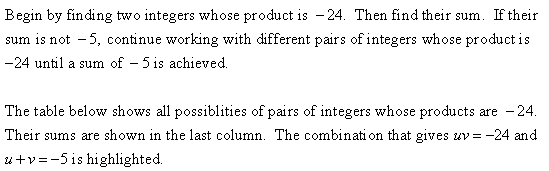 Begin by finding two integers whose product is −24. Then find their sum. If their
sum is not −5, continue working with different pairs of integers whose product is
−24 until a sum of −5 is achieved.
The table below shows all possiblities of pairs of integers whose products are −24.
Their sums are shown in the last column. The combination that gives uv = −24 and
u + v = −5 is highlighted.